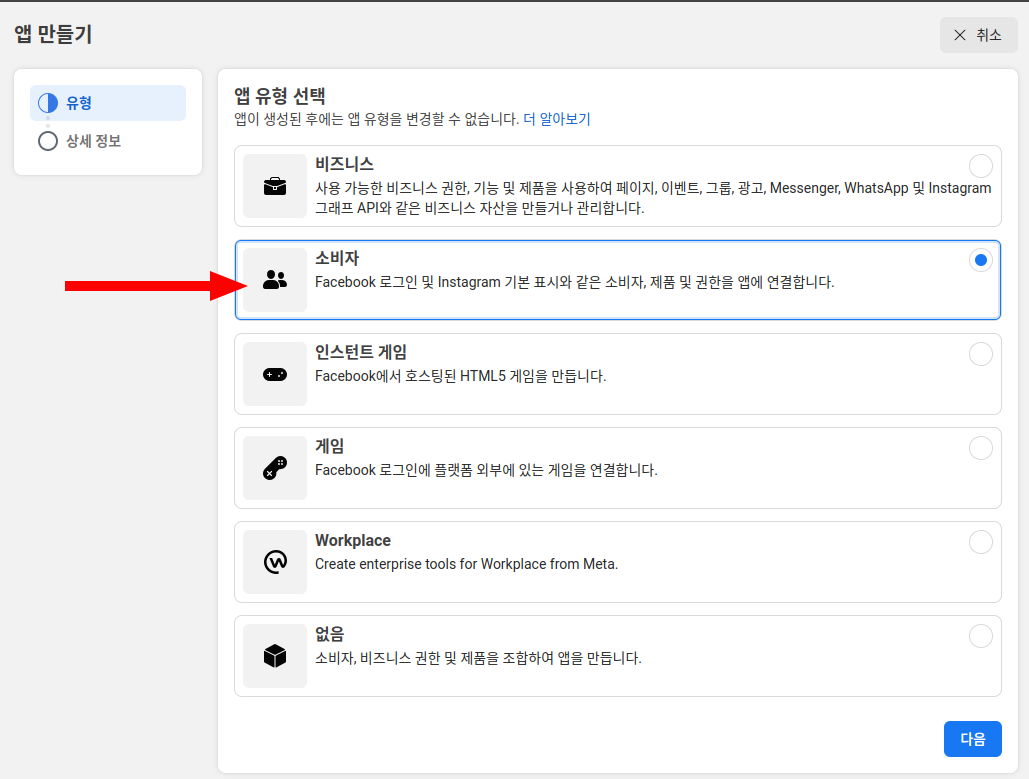 앱 만들기
취소
유형
상세 정보
앱 유형 선택
앱이 생성된 후에는 앱 유형을 변경할 수 없습니다. 더 알아보기
비즈니스
사용 가능한 비즈니스 권한, 기능 및 제품을 사용하여 페이지, 이벤트, 그룹, 광고, Messenger, WhatsApp 및 Instagram
그래프 API와 같은 비즈니스 자산을 만들거나 관리합니다.
소비자
Facebook 로그인 및 Instagram 기본 표시와 같은 소비자, 제품 및 권한을 앱에 연결합니다.
인스턴트 게임
Facebook에서 호스팅된 HTML5 게임을 만듭니다.
게임
Facebook 로그인에 플랫폼 외부에 있는 게임을 연결합니다.
Workplace
Create enterprise tools for Workplace from Meta.
없음
소비자, 비즈니스 권한 및 제품을 조합하여 앱을 만듭니다.
다음